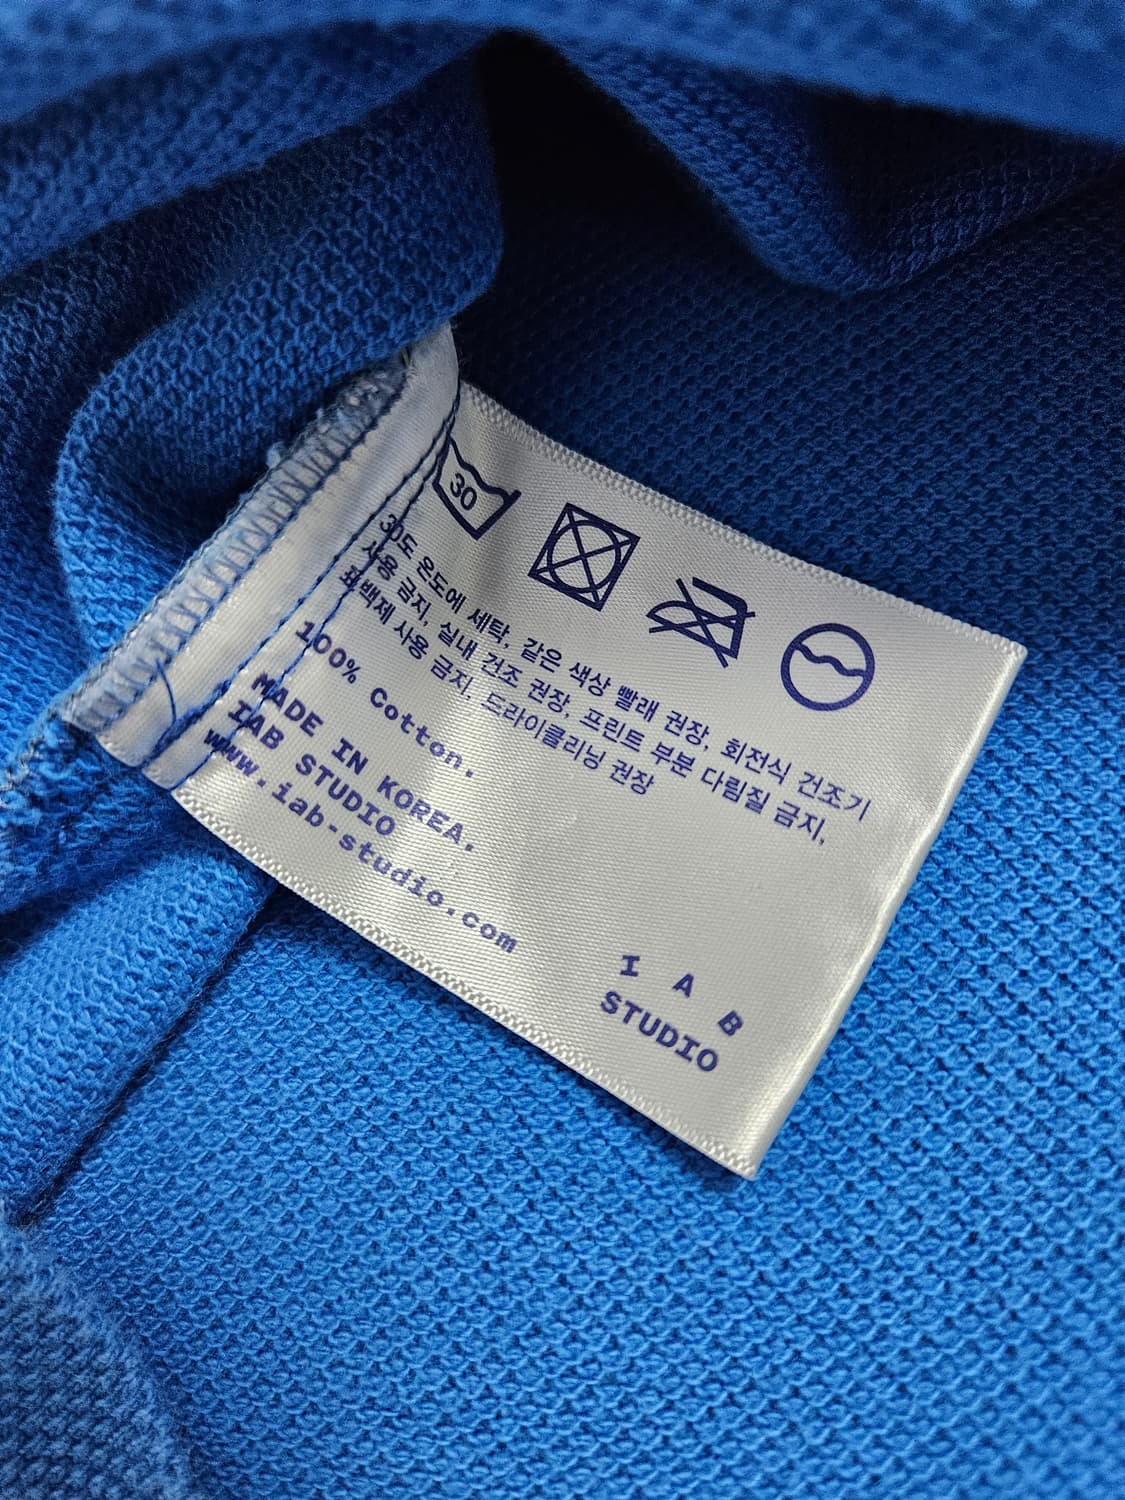 30
30도 온도에 세탁, 같은 색상 빨래 권장, 회전식 건조기
사용 금지, 실내 건조 권장, 프린트 부분 다림질 금지,
표백제 사용 금지. 드라이클리닝 권장
100% Cotton.
MADE IN KOREA.
IAB STUDIO
www.iab-studio.com
I A B
STUDIO